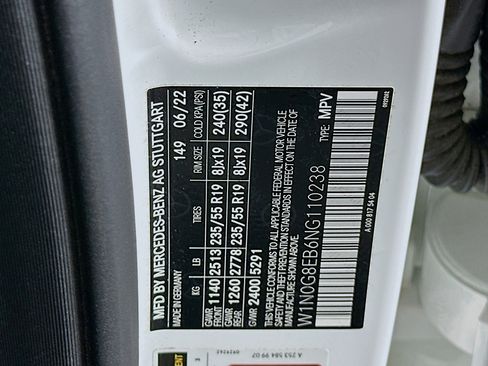 MFD BY MERCEDES-BENZ AG STUTTGART
MADE IN GERMANY 149 06/22
KG LB TIRES RIM SIZE COLD KPA (PSI)
GAWR FRONT 1140 2513 235/55 R19 8Jx19 240(35)
GAWR REAR 1260 2778 235/55 R19 8Jx19 290(42)
GVWR 2400 5291
THIS VEHICLE CONFORMS TO ALL APPLICABLE FEDERAL MOTOR VEHICLE
SAFETY AND THEFT PREVENTION STANDARDS IN EFFECT ON THE DATE OF
MANUFACTURE SHOWN ABOVE.
W1N0G8EB6NG110238 TYPE: MPV
A 000 817 54 04
A 253 584 99 02